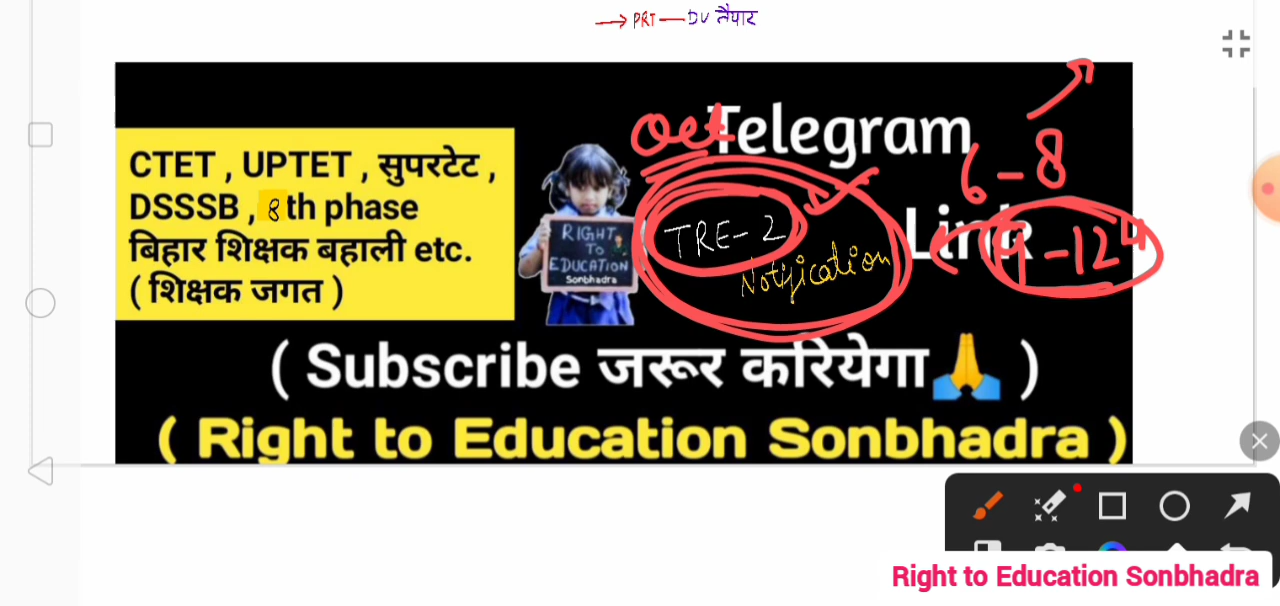 → PRT — DV तैयार
Oct
Telegram
Link
6-8
9-12th
CTET , UPTET , सुपरटेट ,
DSSSB , 8th phase
बिहार शिक्षक बहाली etc.
( शिक्षक जगत )
RIGHT
TO
EDUCATION
Sonbhadra
TRE-2
Notification
( Subscribe जरूर करियेगा🙏 )
( Right to Education Sonbhadra )
Right to Education Sonbhadra